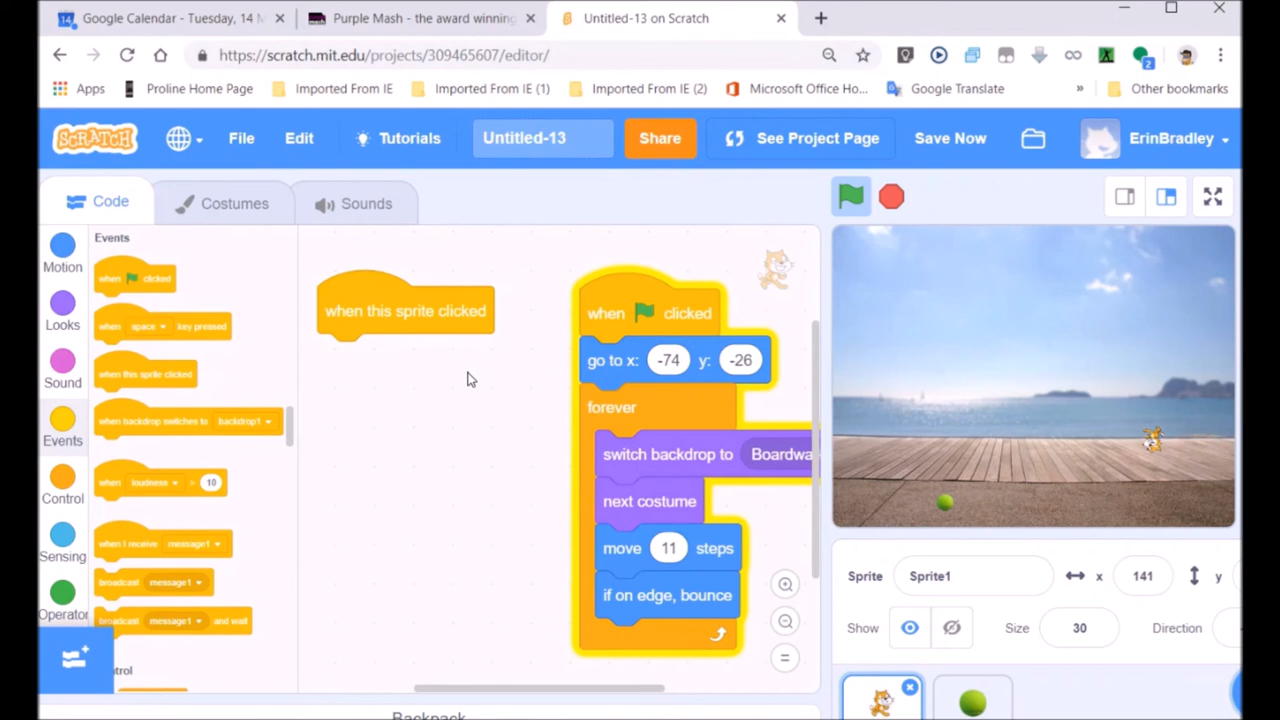 Google Calendar - Tuesday, 14 M
Purple Mash - the award winning
Untitled-13 on Scratch
https://scratch.mit.edu/projects/309465607/editor/
2
Apps
Proline Home Page
Imported From IE
Imported From IE (1)
Imported From IE (2)
Microsoft Office Ho...
Google Translate
»
Other bookmarks
SCRATCH
File
Edit
Tutorials
Untitled-13
Share
See Project Page
Save Now
ErinBradley
Code
Costumes
Sounds
Motion
Looks
Sound
Events
Control
Sensing
Operator
Events
when clicked
when space key pressed
when this sprite clicked
when backdrop switches to backdrop1
when loudness > 10
when I receive message1
broadcast message1
broadcast message1 and wait
ntrol
when this sprite clicked
when clicked
go to x: -74 y: -26
forever
switch backdrop to Boardwa
next costume
move 11 steps
if on edge, bounce
Sprite Sprite1 x 141 y
Show Size 30 Direction
Backpack